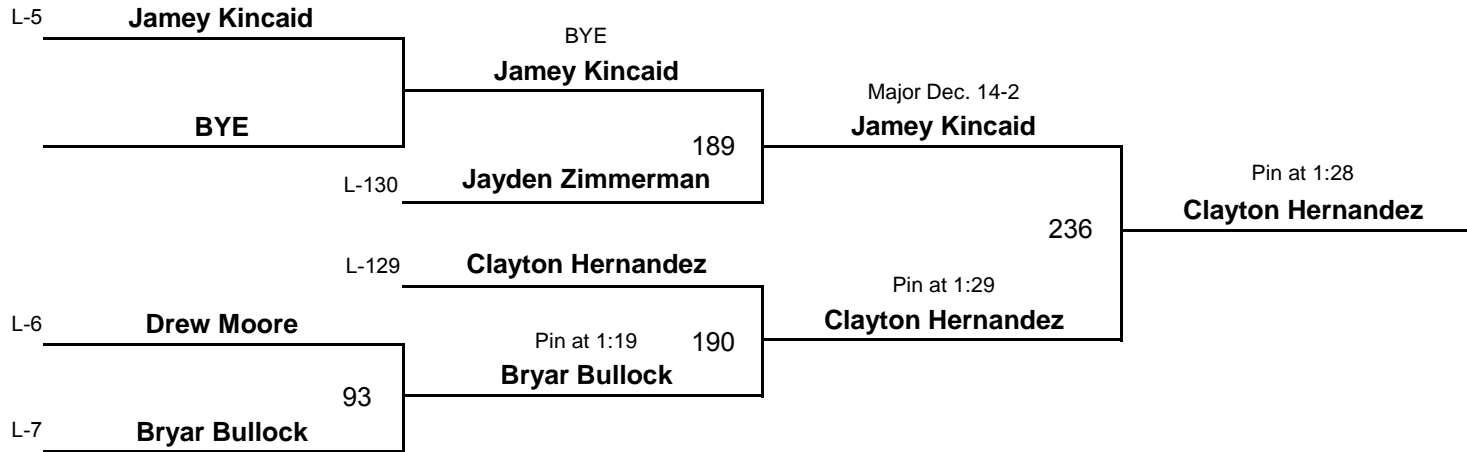 L-5 Jamey Kincaid
BYE
Jamey Kincaid
BYE
Major Dec. 14-2
Jamey Kincaid
189
L-130 Jayden Zimmerman
Pin at 1:28
Clayton Hernandez
236
L-129 Clayton Hernandez
Pin at 1:29
Clayton Hernandez
L-6 Drew Moore
Pin at 1:19 190
Bryar Bullock
93
L-7 Bryar Bullock